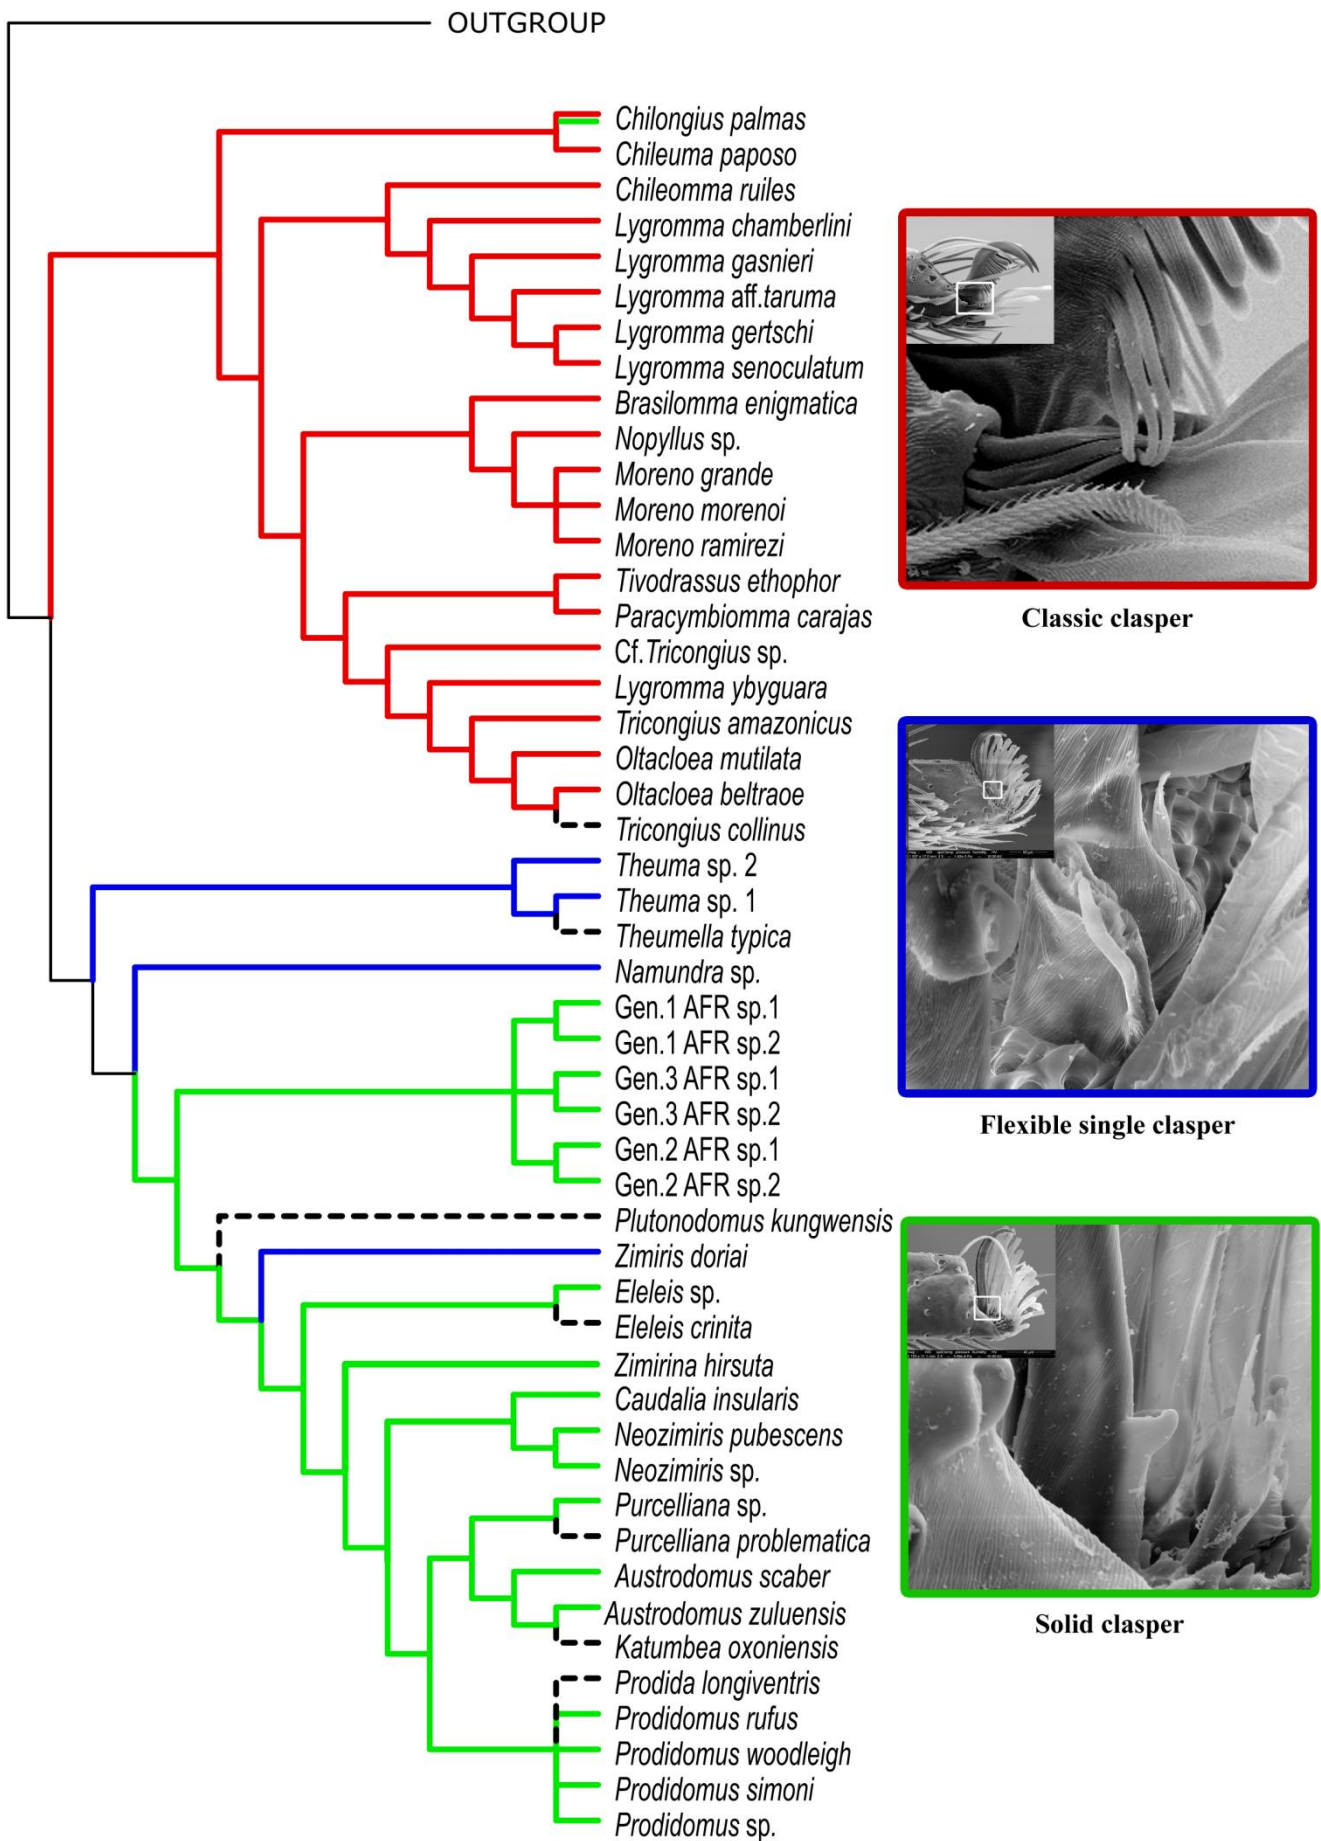 OUTGROUP
Chilongius palmas
Chileuma paposo
Chileomma ruiles
Lygromma chamberlini
Lygromma gasnieri
Lygromma aff.taruma
Lygromma gertschi
Lygromma senoculatum
Brasilomma enigmatica
Nopyllus sp.
Moreno grande
Moreno morenoi
Moreno ramirezi
Tivodrassus ethophor
Paracymbiomma carajas
Cf.Tricongius sp.
Lygromma ybyguara
Tricongius amazonicus
Oltacloea mutilata
Oltacloea beltraoe
Tricongius collinus
Theuma sp. 2
Theuma sp. 1
Theumella typica
Namundra sp.
Gen.1 AFR sp.1
Gen.1 AFR sp.2
Gen.3 AFR sp.1
Gen.3 AFR sp.2
Gen.2 AFR sp.1
Gen.2 AFR sp.2
Plutonodomus kungwensis
Zimiris doriai
Eleleis sp.
Eleleis crinita
Zimirina hirsuta
Caudalia insularis
Neozimiris pubescens
Neozimiris sp.
Purcelliana sp.
Purcelliana problematica
Austrodomus scaber
Austrodomus zuluensis
Katumbea oxoniensis
Prodida longiventris
Prodidomus rufus
Prodidomus woodleigh
Prodidomus simoni
Prodidomus sp.
Classic clasper
Flexible single clasper
Solid clasper